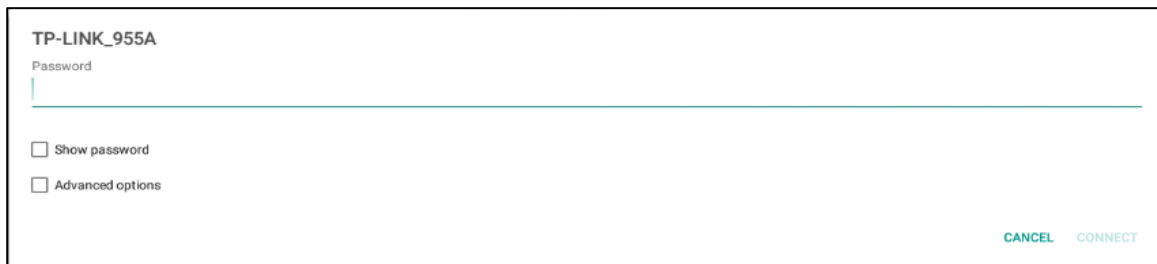 TP-LINK_955A
Password
Show password
Advanced options
CANCEL CONNECT